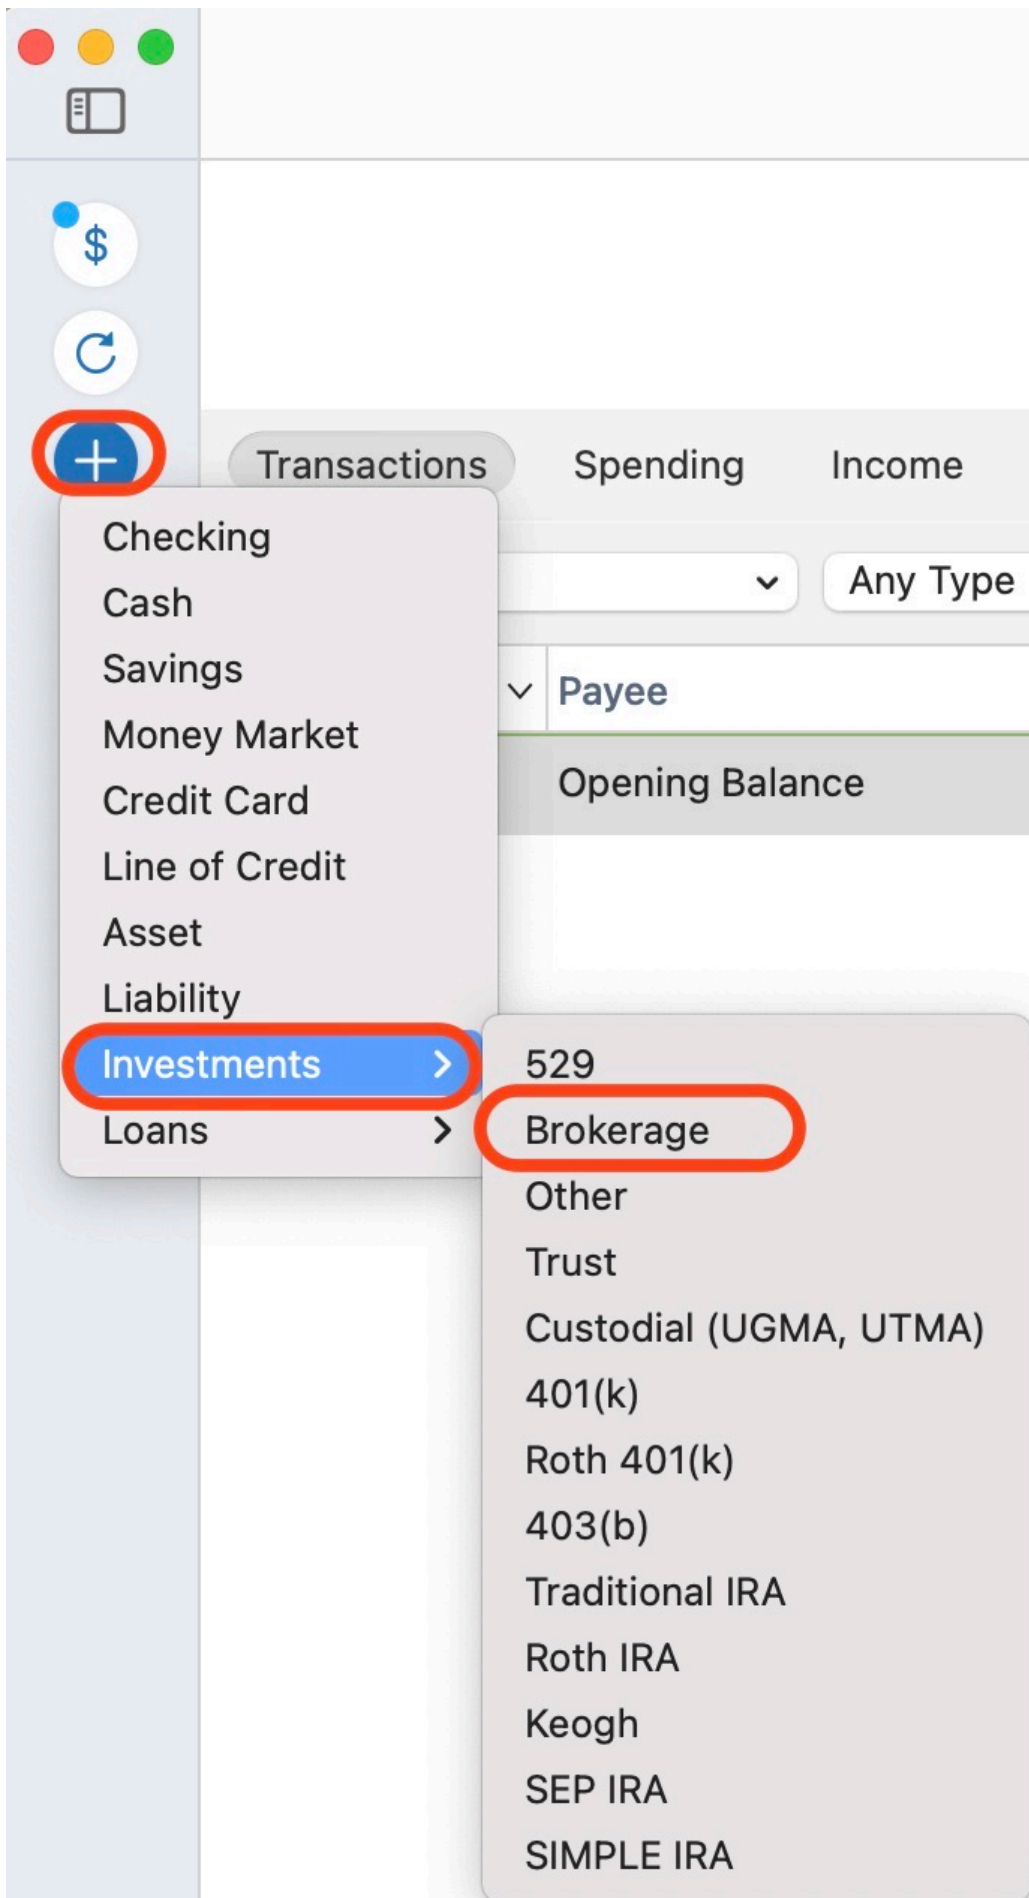 $
Transactions Spending Income
Any Type
Payee
Opening Balance
Checking
Cash
Savings
Money Market
Credit Card
Line of Credit
Asset
Liability
Investments
Loans
529
Brokerage
Other
Trust
Custodial (UGMA, UTMA)
401(k)
Roth 401(k)
403(b)
Traditional IRA
Roth IRA
Keogh
SEP IRA
SIMPLE IRA